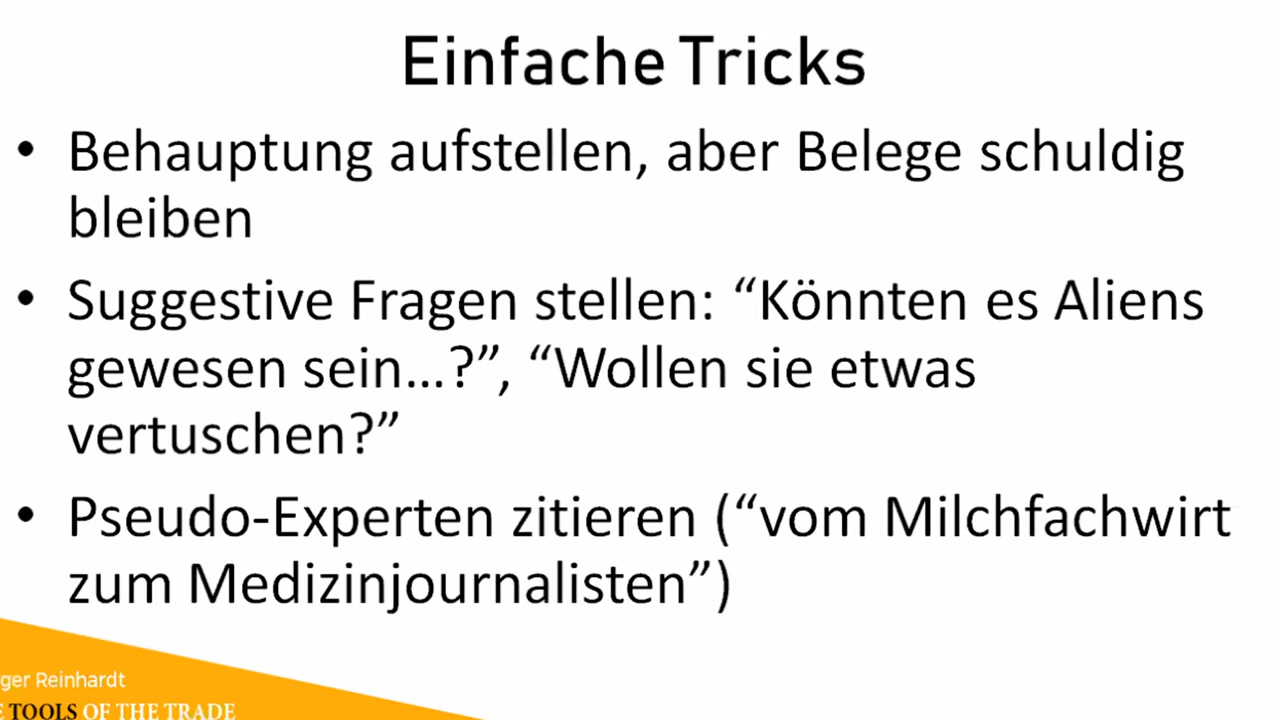 Einfache Tricks
• Behauptung aufstellen, aber Belege schuldig
bleiben
• Suggestive Fragen stellen: “Könnten es Aliens
gewesen sein…?”, “Wollen sie etwas
vertuschen?”
• Pseudo-Experten zitieren (“vom Milchfachwirt
zum Medizinjournalisten”)
Reinhardt
TOOLS OF THE TRADE